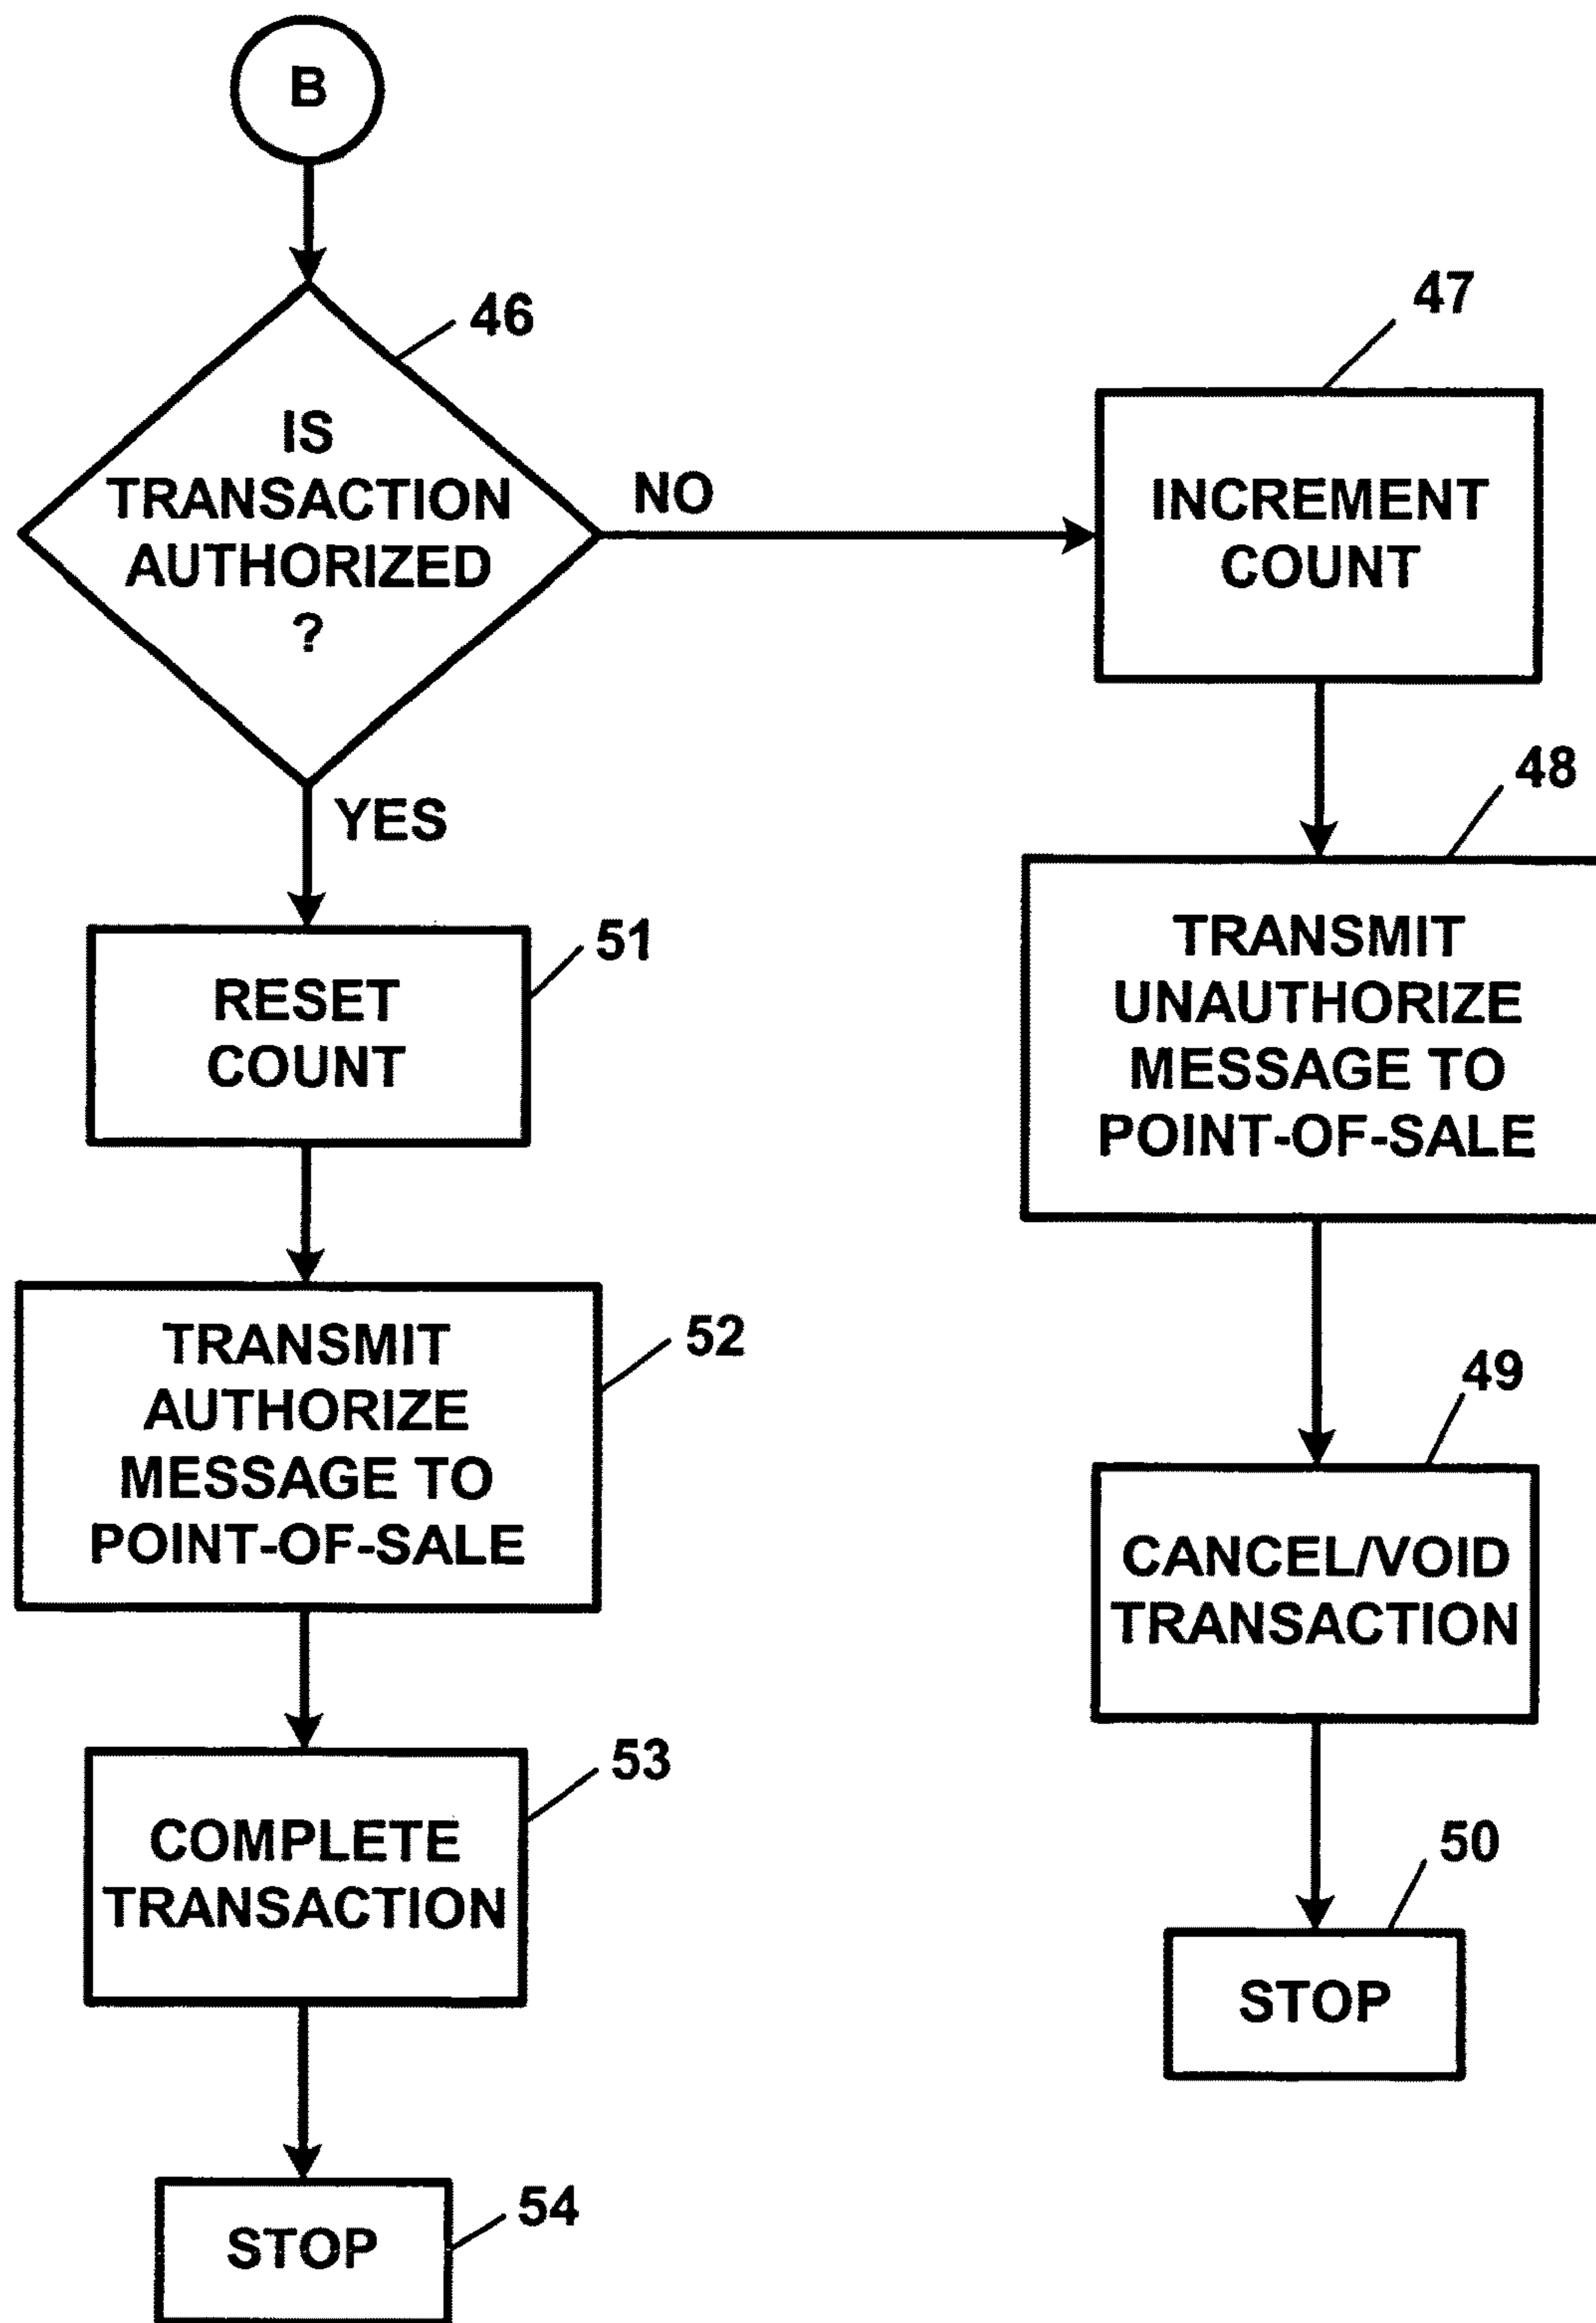 B
46
IS
TRANSACTION
AUTHORIZED
?
NO
YES
47
INCREMENT
COUNT
48
TRANSMIT
UNAUTHORIZE
MESSAGE TO
POINT-OF-SALE
49
CANCEL/VOID
TRANSACTION
50
STOP
51
RESET
COUNT
52
TRANSMIT
AUTHORIZE
MESSAGE TO
POINT-OF-SALE
53
COMPLETE
TRANSACTION
54
STOP